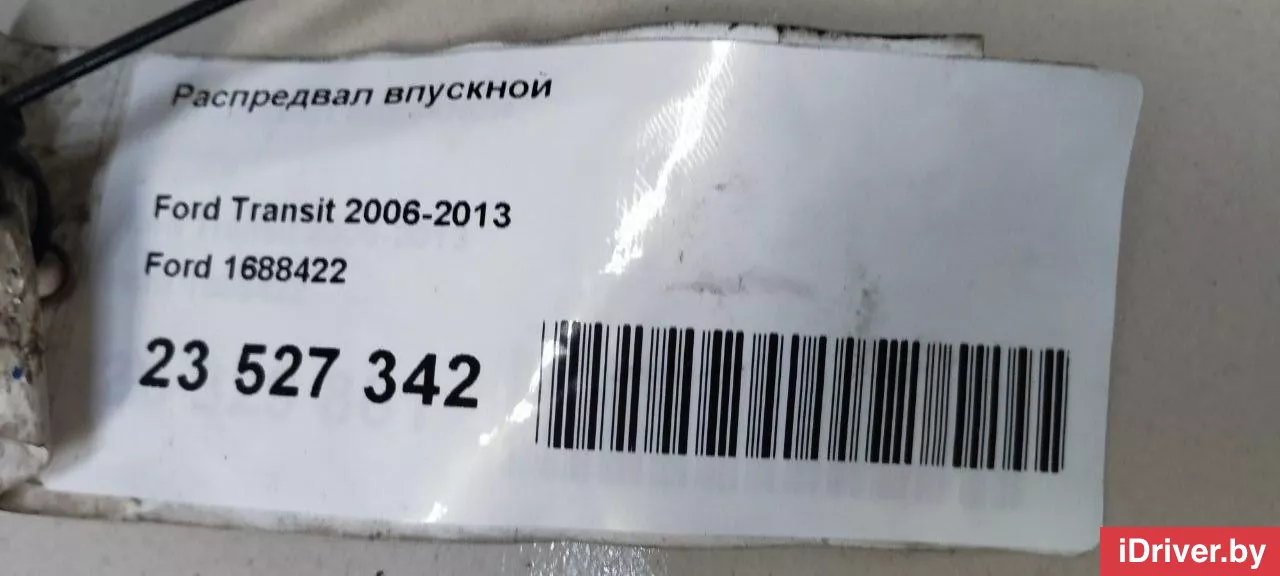 Распредвал впускной
Ford Transit 2006-2013
Ford 1688422
23 527 342
iDriver.by